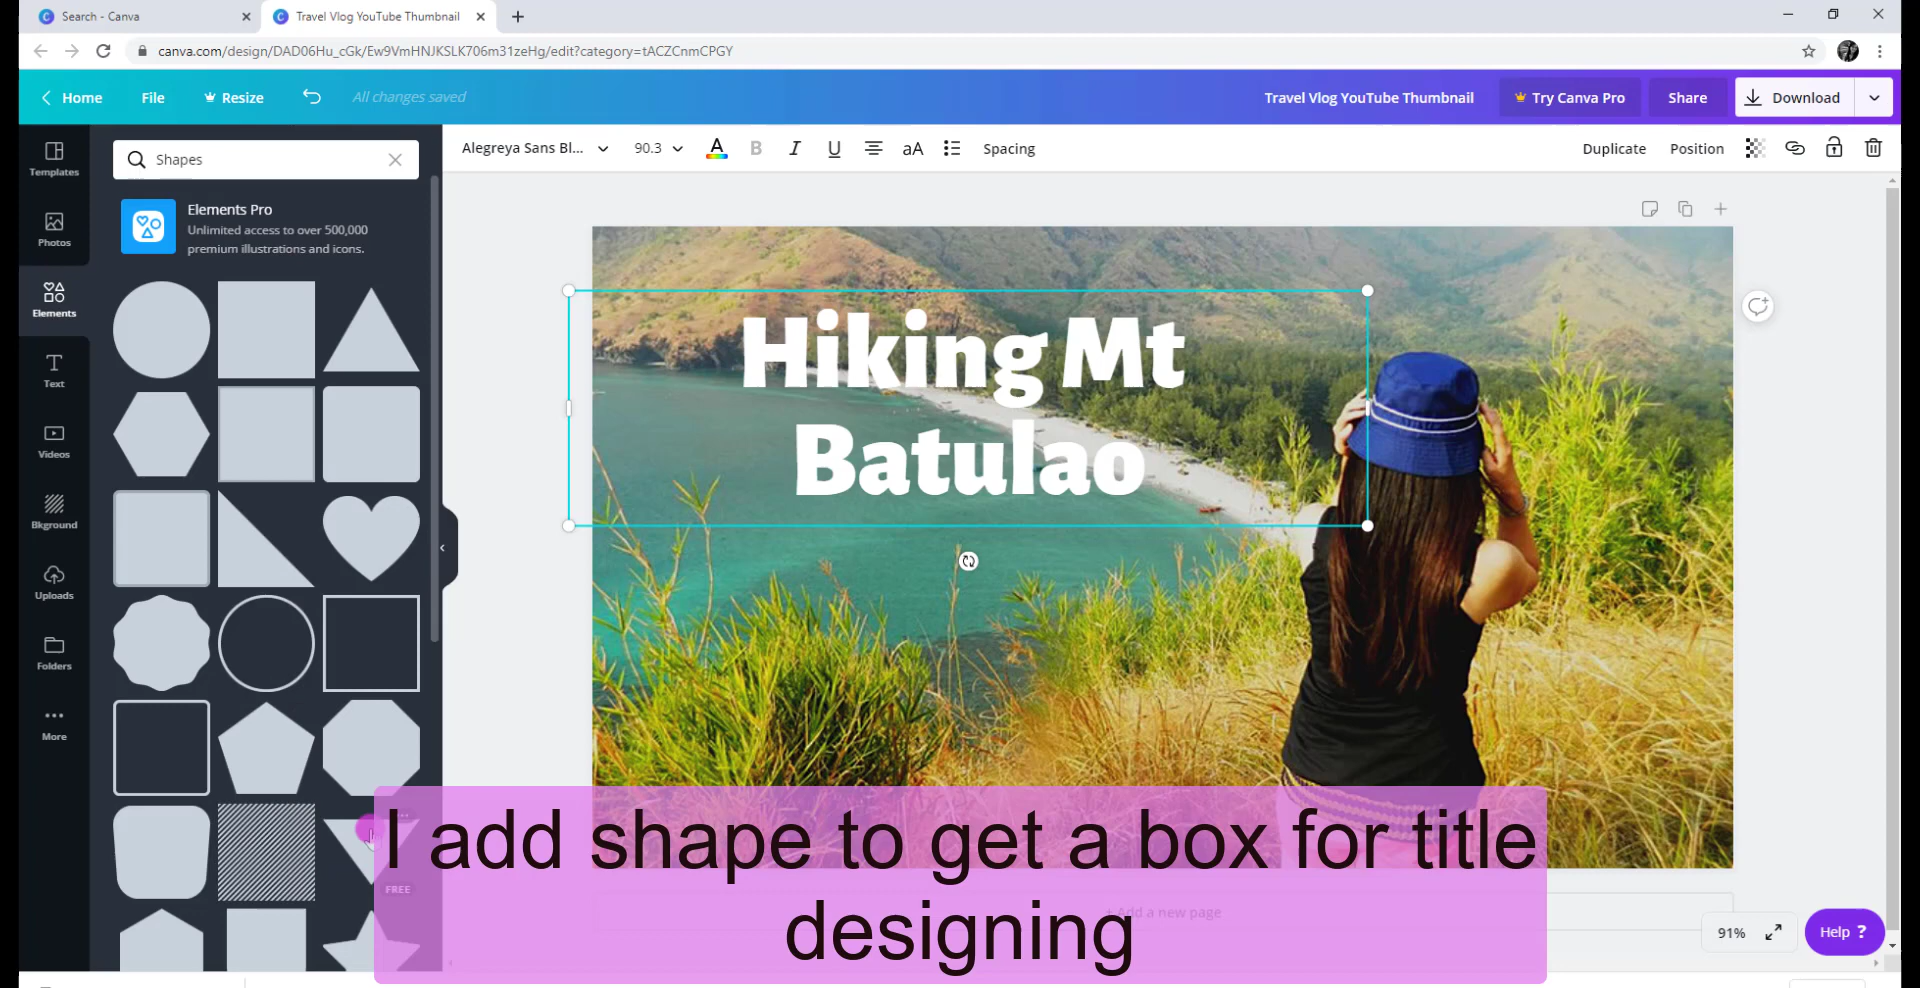 Search - Canva
Travel Vlog YouTube Thumbnail
canva.com/design/DAD06Hu_cGk/Ew9VmHNJKSLK706m31zeHg/edit?category=tACZCnmCPGY
Home File Resize All changes saved Travel Vlog YouTube Thumbnail Try Canva Pro Share Download
Templates
Photos
Elements
Text
Videos
Bkground
Uploads
Folders
More
Shapes
Elements Pro
Unlimited access to over 500,000
premium illustrations and icons.
FREE
Alegreya Sans Bl... 90.3 A B I U aA Spacing Duplicate Position
Hiking Mt
Batulao
I add shape to get a box for title
designing
+ Add a new page
91%
Help ?